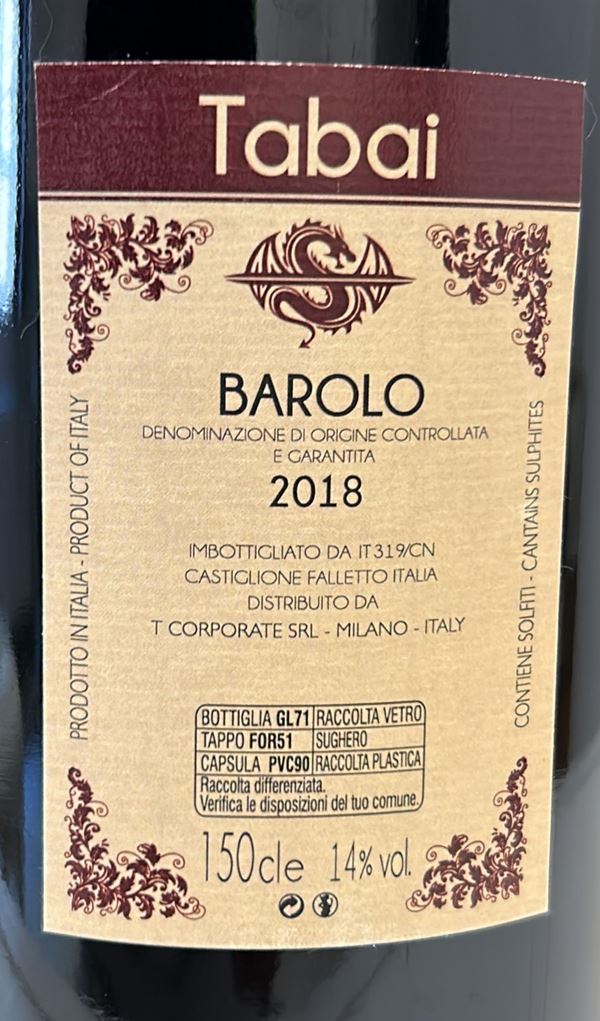 Tabai
BAROLO
DENOMINAZIONE DI ORIGINE CONTROLLATA
E GARANTITA
2018
IMBOTTIGLIATO DA IT319/CN
CASTIGLIONE FALLETTO ITALIA
DISTRIBUITO DA
T CORPORATE SRL - MILANO - ITALY
PRODOTTO IN ITALIA - PRODUCT OF ITALY
CONTIENE SOLFITI - CANTAINS SULPHITES
BOTTIGLIA GL71 RACCOLTA VETRO
TAPPO FOR51 SUGHERO
CAPSULA PVC90 RACCOLTA PLASTICA
Raccolta differenziata.
Verifica le disposizioni del tuo comune.
150cle 14% vol.